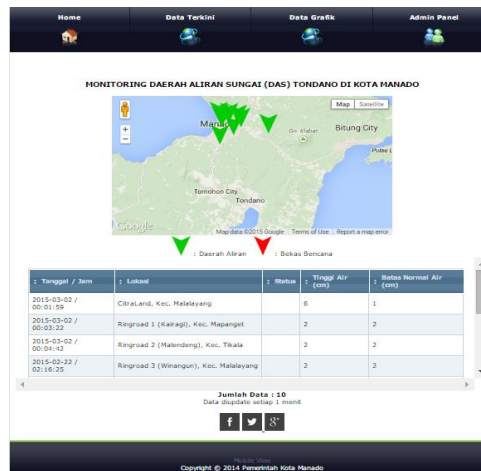 Home Data Terkini Data Grafik Admin Panel
MONITORING DAERAH ALIRAN SUNGAI (DAS) TONDANO DI KOTA MANADO
Map Satellite
Manado
Bitung City
Tomohon City
Tondano
Google
Map data ©2015 Google Terms of Use Report a map error
: Daerah Aliran : Bekas Bencana
Tanggal / Jam Lokasi Status Tinggi Air (cm) Batas Normal Air (cm)
2015-03-02 / 00:01:59 CitraLand, Kec. Malalayang 6 1
2015-03-02 / 00:03:22 Ringroad 1 (Kairagi), Kec. Mapanget 2 2
2015-03-02 / 00:04:42 Ringroad 2 (Malendeng), Kec. Tikala 2 2
2015-02-22 / 02:16:25 Ringroad 3 (Winangun), Kec. Malalayang 2 2
Jumlah Data : 10
Data diupdate setiap 1 menit
Mobile View
Copyright © 2014 Pemerintah Kota Manado